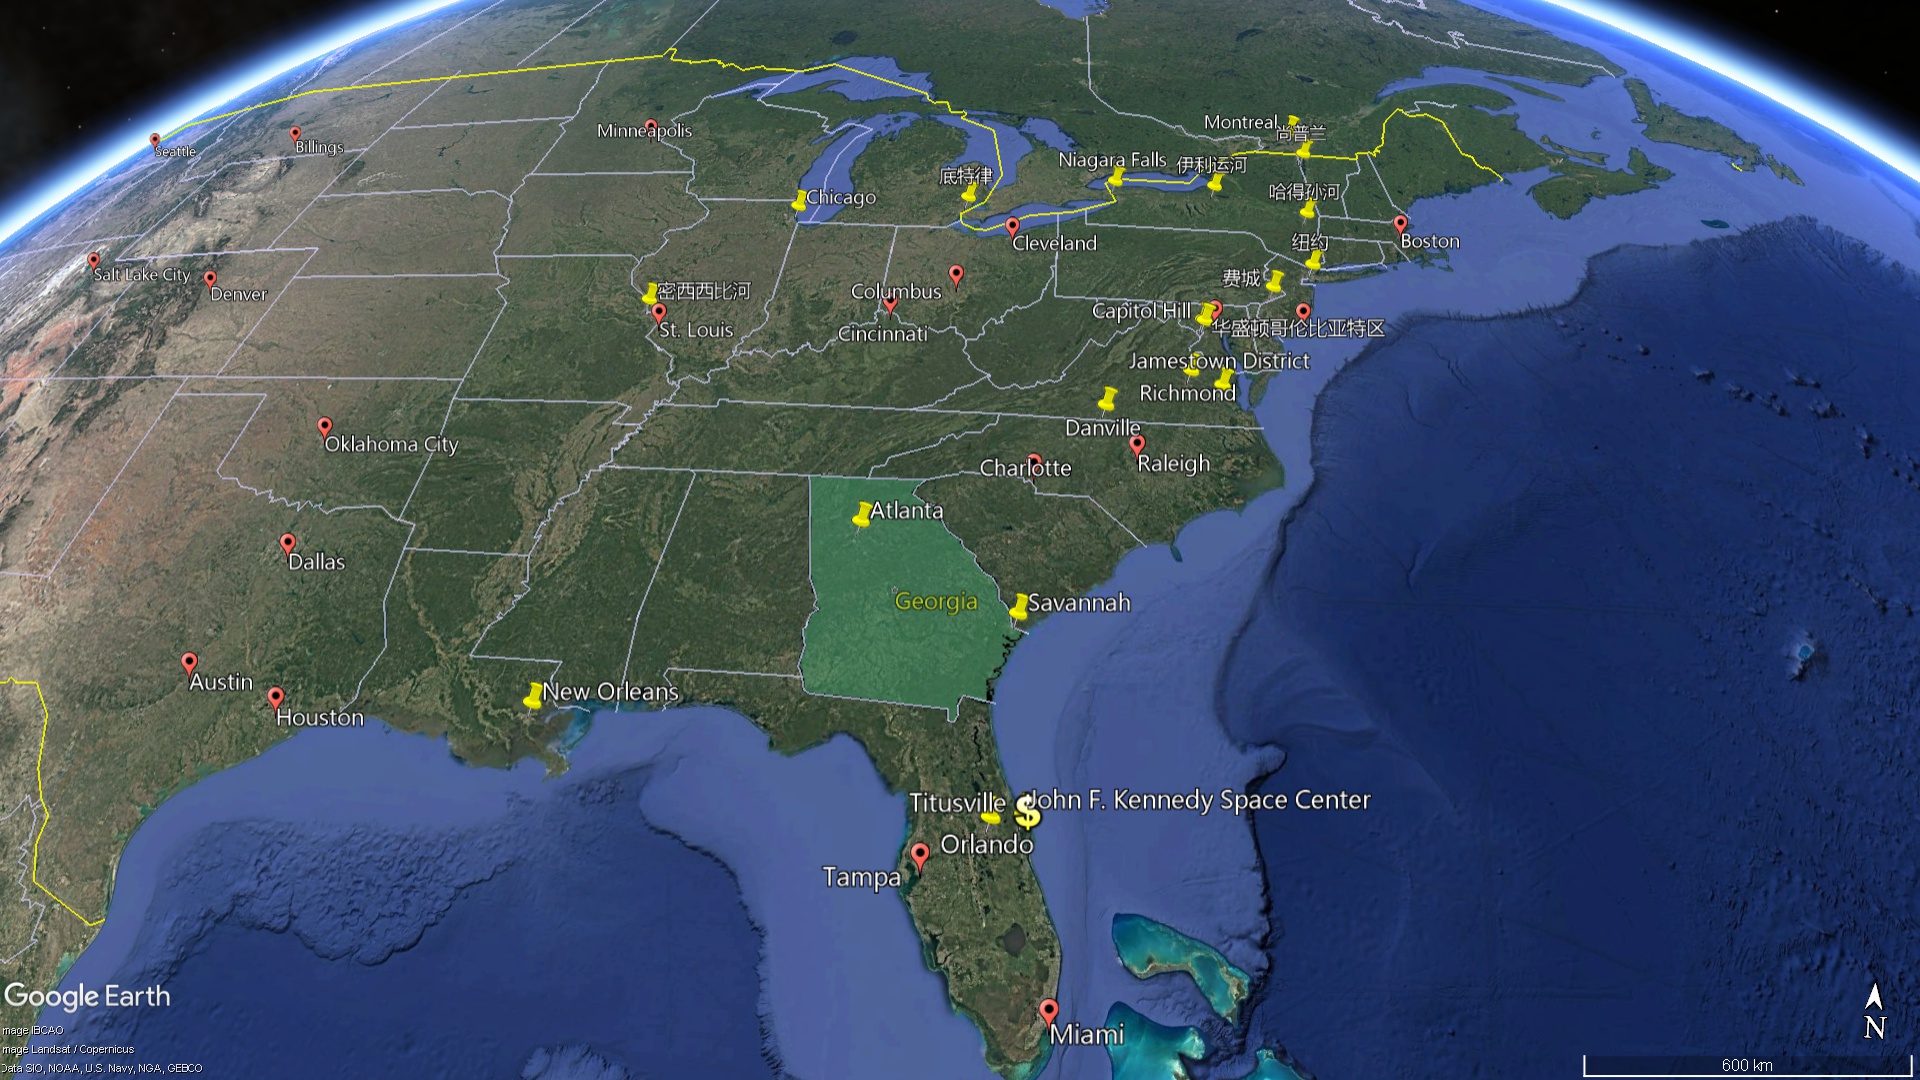 Montreal
尚普兰
Minneapolis
Seattle
Billings
Niagara Falls
伊利运河
底特律
哈得孙河
Chicago
Boston
Cleveland
纽约
Salt Lake City
Denver
费城
密西西比河
Columbus
Capitol Hill
St. Louis
Cincinnati
华盛顿哥伦比亚特区
Jamestown District
Richmond
Danville
Oklahoma City
Charlotte
Raleigh
Atlanta
Dallas
Georgia
Savannah
Austin
New Orleans
Houston
Titusville
John F. Kennedy Space Center
Orlando
Tampa
Miami
Google Earth
mage IBCAO
mage Landsat / Copernicus
Data SIO, NOAA, U.S. Navy, NGA, GEBCO
N
600 km